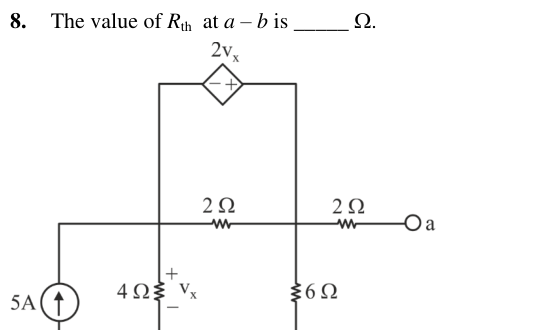 8. The value of Rth at a – b is _____ Ω.
2vx
– +
2 Ω 2 Ω
a
+
4 Ω vx 6 Ω
5A
–